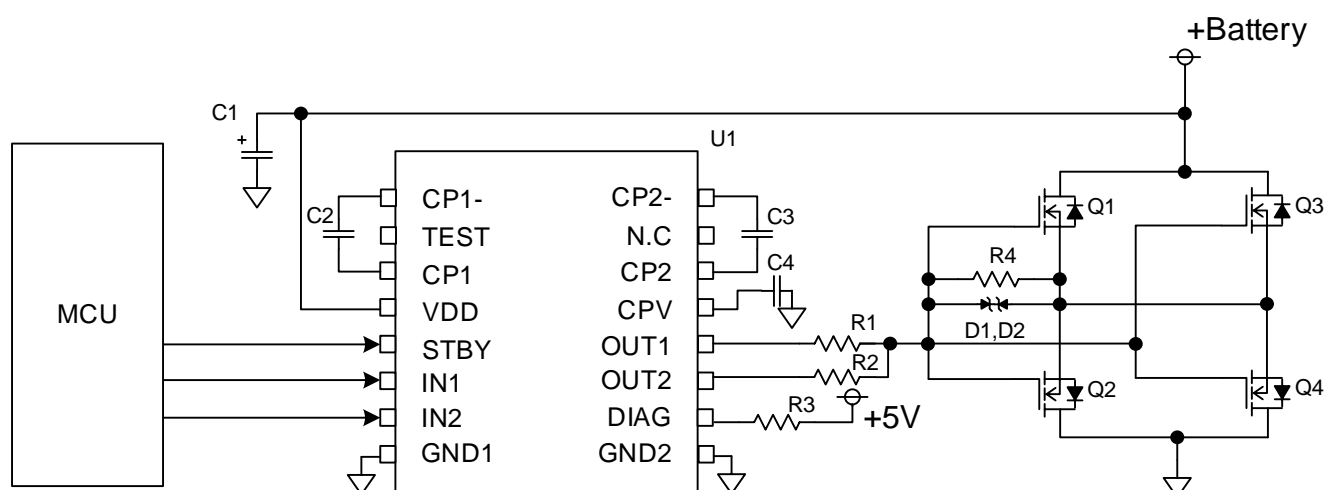 +Battery
C1
U1
MCU
C2
CP1-
TEST
CP1
VDD
STBY
IN1
IN2
GND1
CP2-
N.C
CP2
CPV
OUT1
OUT2
DIAG
GND2
C3
C4
R1
R2
R3
+5V
R4
D1,D2
Q1
Q2
Q3
Q4